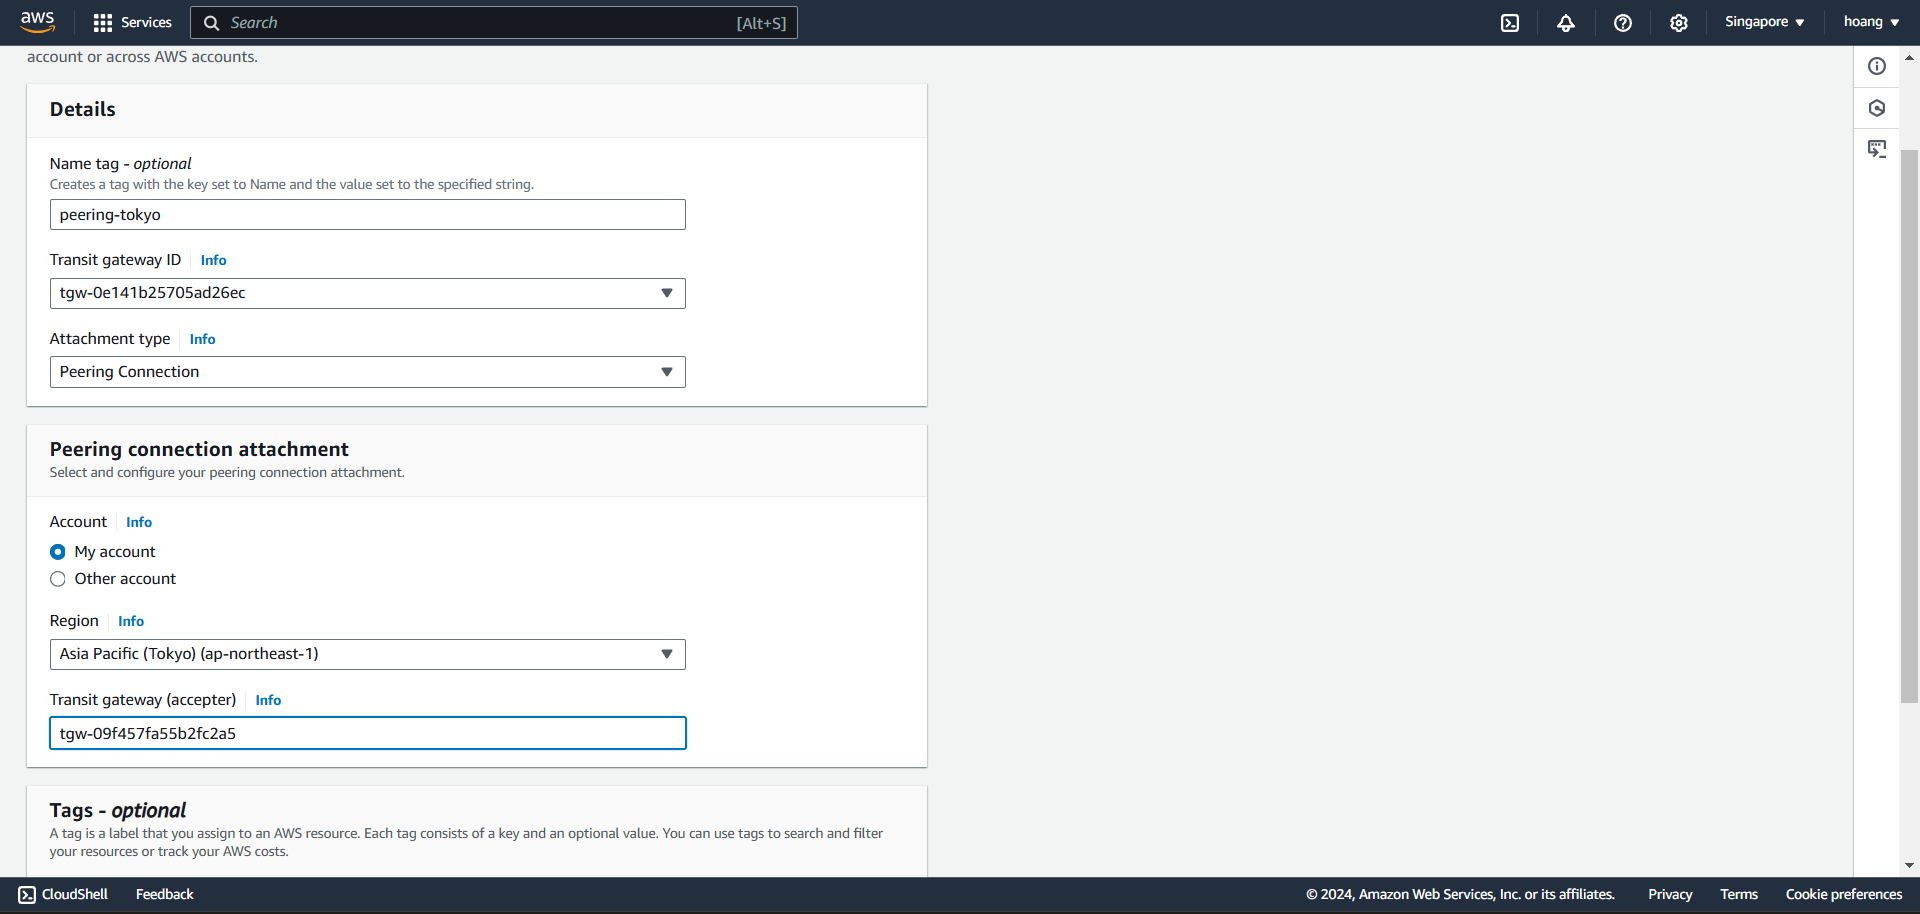 aws
Services
Search
[Alt+S]
Singapore
hoang
account or across AWS accounts.
Details
Name tag - optional
Creates a tag with the key set to Name and the value set to the specified string.
peering-tokyo
Transit gateway ID
Info
tgw-0e141b25705ad26ec
Attachment type
Info
Peering Connection
Peering connection attachment
Select and configure your peering connection attachment.
Account
Info
My account
Other account
Region
Info
Asia Pacific (Tokyo) (ap-northeast-1)
Transit gateway (accepter)
Info
tgw-09f457fa55b2fc2a5
Tags - optional
A tag is a label that you assign to an AWS resource. Each tag consists of a key and an optional value. You can use tags to search and filter
your resources or track your AWS costs.
CloudShell
Feedback
© 2024, Amazon Web Services, Inc. or its affiliates.
Privacy
Terms
Cookie preferences